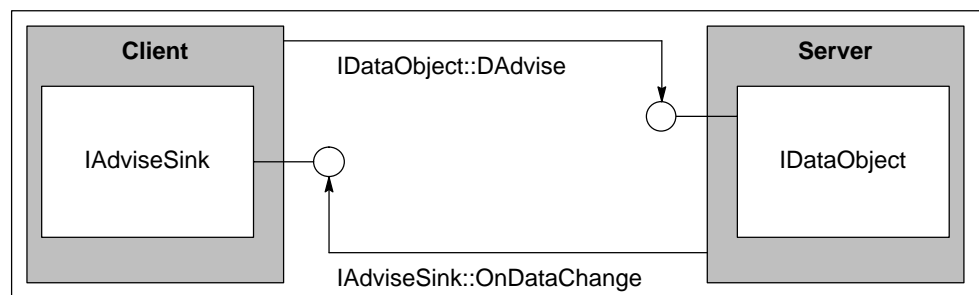 Client
Server
IDataObject::DAdvise
IAdviseSink
IDataObject
IAdviseSink::OnDataChange